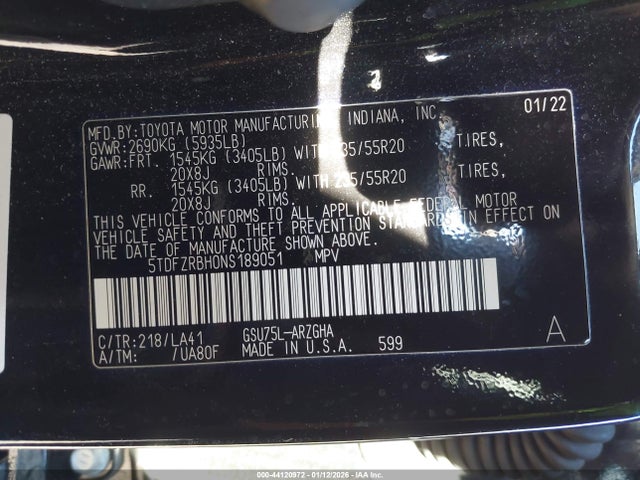 MFD.BY:TOYOTA MOTOR MANUFACTURING INDIANA, INC. 01/22
GVWR:2690KG (5935LB)
GAWR:FRT. 1545KG (3405LB) WITH 235/55R20 TIRES,
20X8J RIMS.
RR. 1545KG (3405LB) WITH 235/55R20 TIRES,
20X8J RIMS.
THIS VEHICLE CONFORMS TO ALL APPLICABLE FEDERAL MOTOR
VEHICLE SAFETY AND THEFT PREVENTION STANDARDS IN EFFECT ON
THE DATE OF MANUFACTURE SHOWN ABOVE.
5TDFZRBH0NS189051 MPV
C/TR:218/LA41 GSU75L-ARZGHA
A/TM: /UA80F MADE IN U.S.A. 599 A
000-44120972 - 01/12/2026 - IAA Corp.